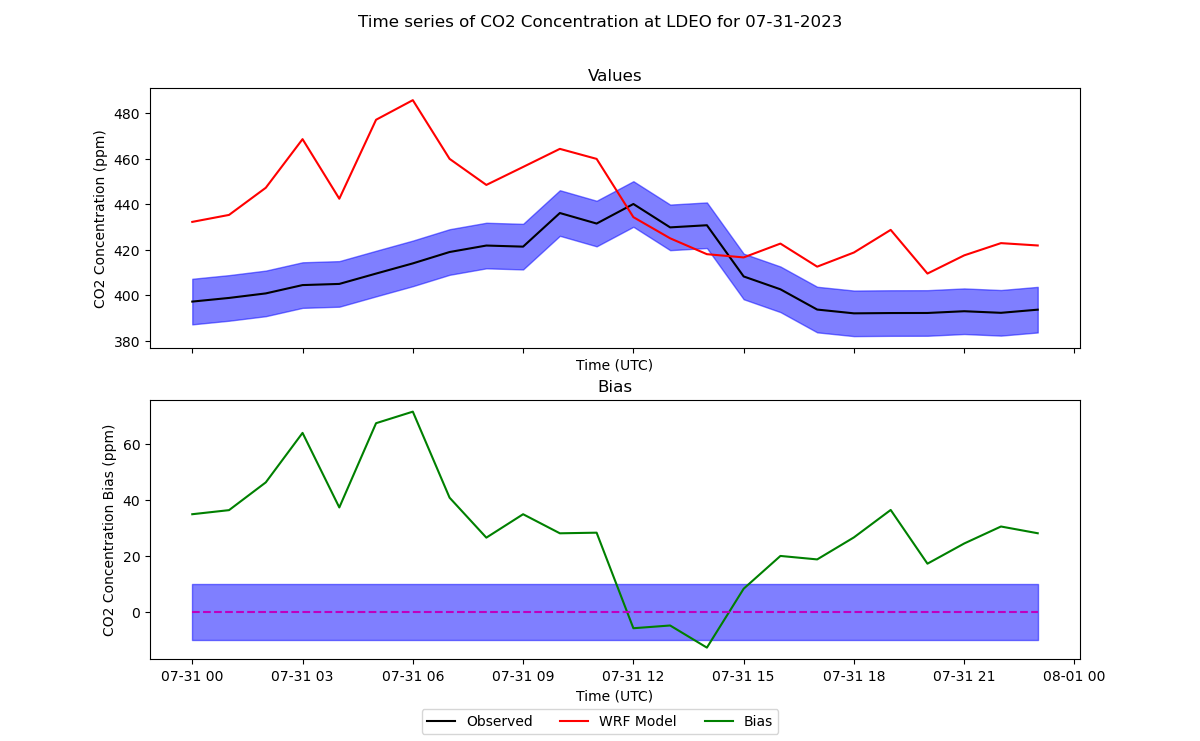 Time series of CO2 Concentration at LDEO for 07-31-2023
Values
CO2 Concentration (ppm)
480
460
440
420
400
380
Time (UTC)
Bias
CO2 Concentration Bias (ppm)
60
40
20
0
07-31 00 07-31 03 07-31 06 07-31 09 07-31 12 07-31 15 07-31 18 07-31 21 08-01 00
Time (UTC)
Observed WRF Model Bias